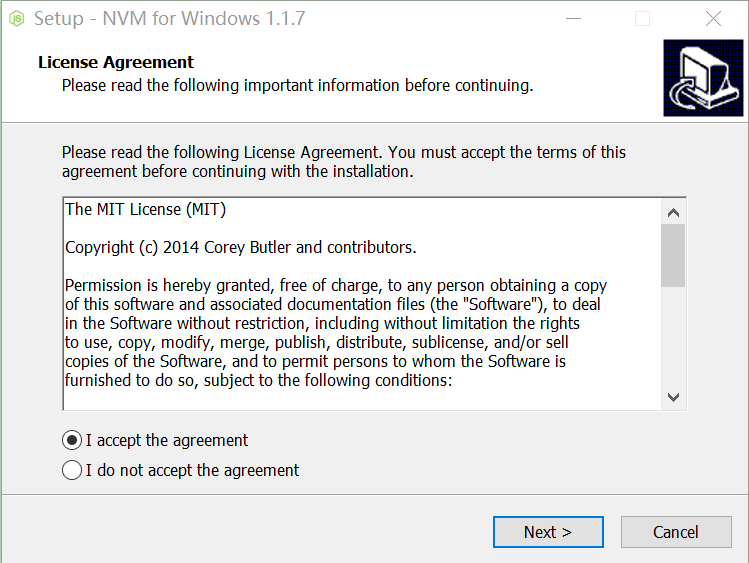 Setup - NVM for Windows 1.1.7
License Agreement
Please read the following important information before continuing.
Please read the following License Agreement. You must accept the terms of this
agreement before continuing with the installation.
The MIT License (MIT)
Copyright (c) 2014 Corey Butler and contributors.
Permission is hereby granted, free of charge, to any person obtaining a copy
of this software and associated documentation files (the "Software"), to deal
in the Software without restriction, including without limitation the rights
to use, copy, modify, merge, publish, distribute, sublicense, and/or sell
copies of the Software, and to permit persons to whom the Software is
furnished to do so, subject to the following conditions:
I accept the agreement
I do not accept the agreement
Next >
Cancel